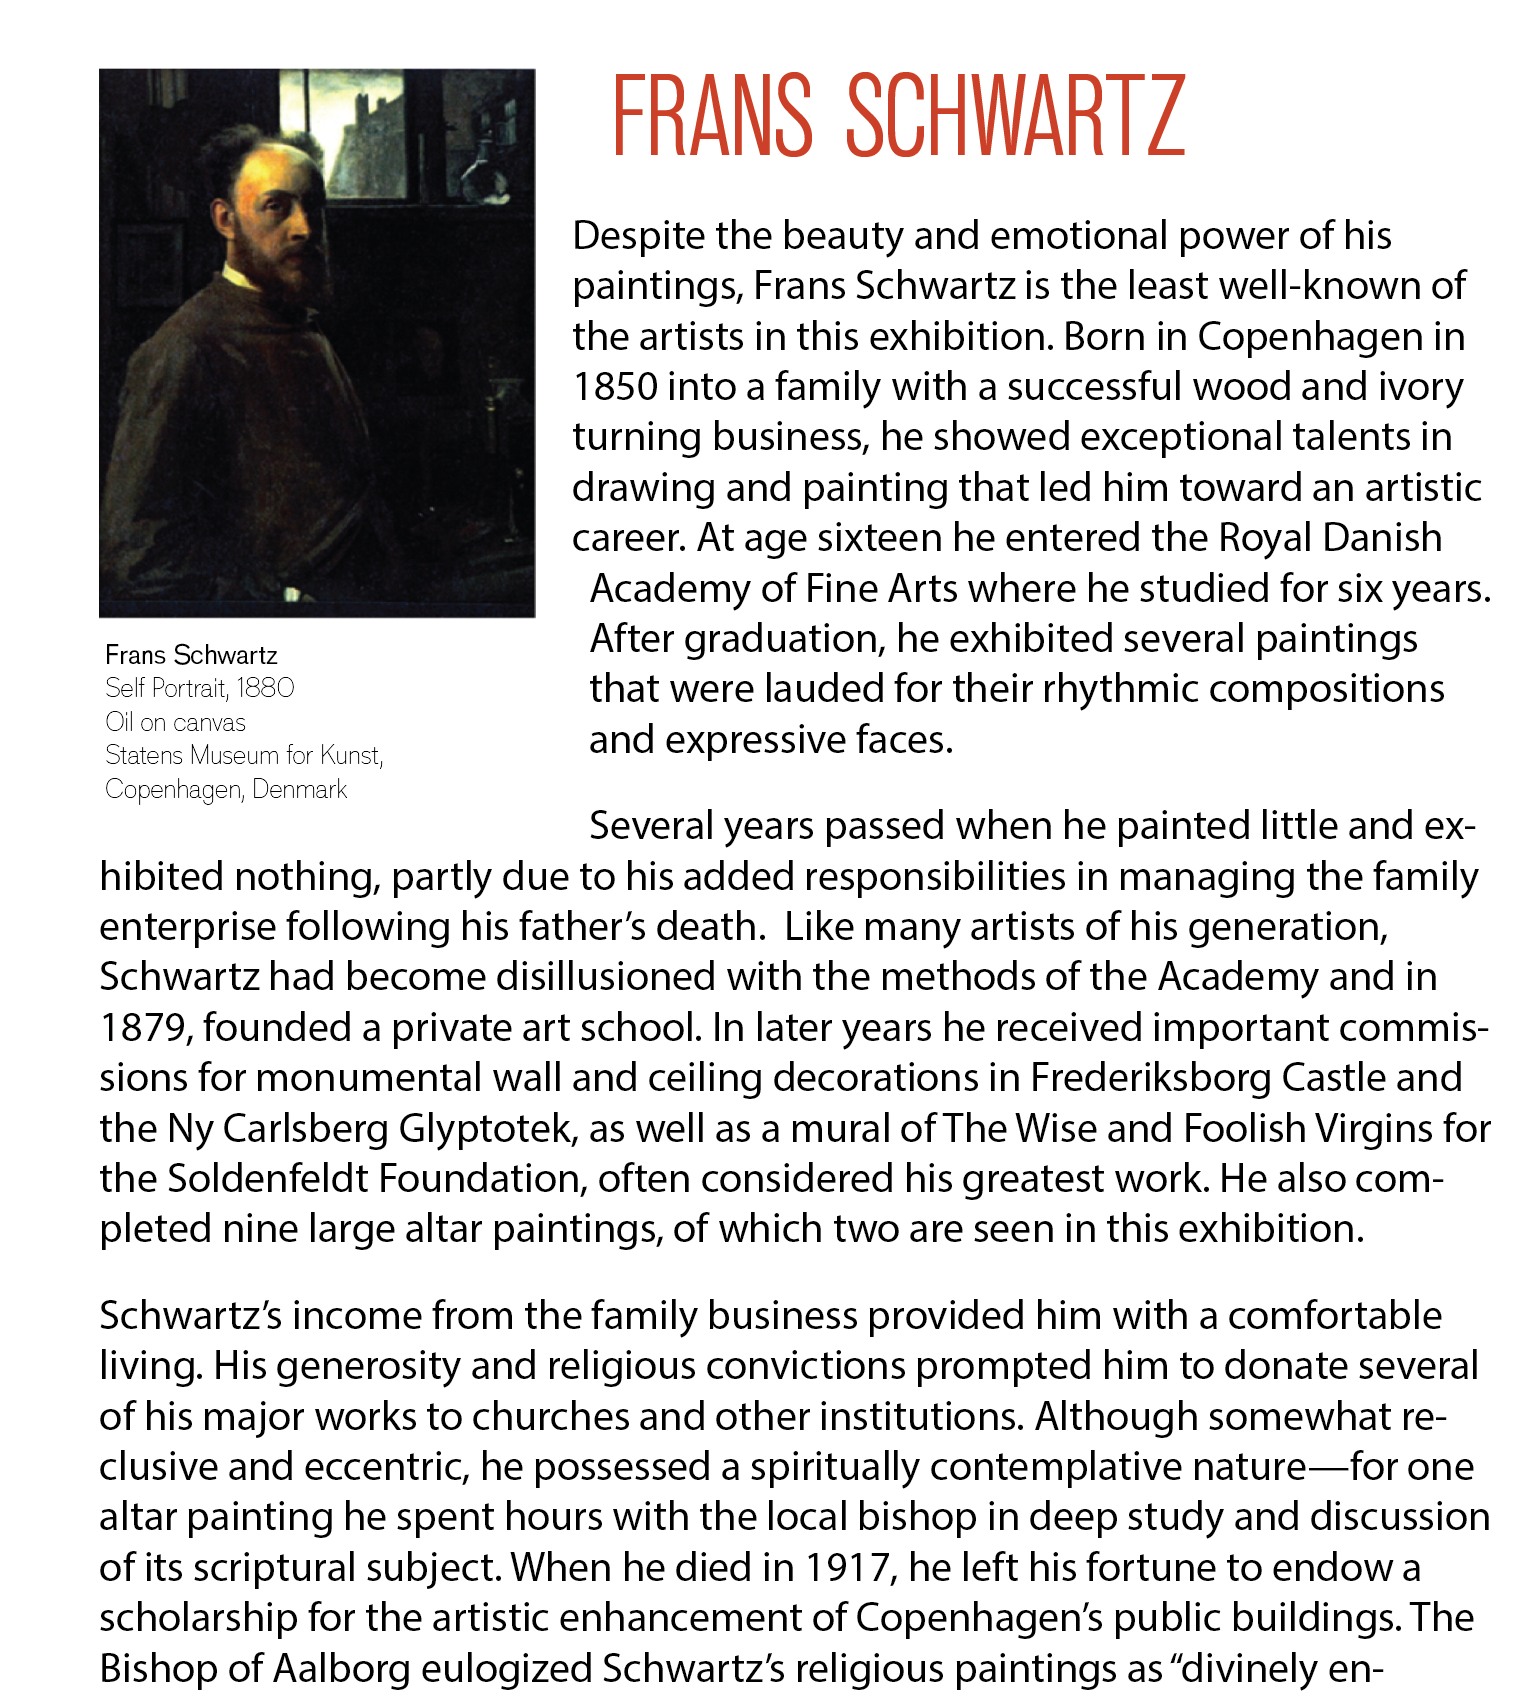 FRANS SCHWARTZ
Despite the beauty and emotional power of his
paintings, Frans Schwartz is the least well-known of
the artists in this exhibition. Born in Copenhagen in
1850 into a family with a successful wood and ivory
turning business, he showed exceptional talents in
drawing and painting that led him toward an artistic
career. At age sixteen he entered the Royal Danish
Academy of Fine Arts where he studied for six years.
After graduation, he exhibited several paintings
that were lauded for their rhythmic compositions
and expressive faces.
Frans Schwartz
Self Portrait, 1880
Oil on canvas
Statens Museum for Kunst,
Copenhagen, Denmark
Several years passed when he painted little and ex-
hibited nothing, partly due to his added responsibilities in managing the family
enterprise following his father’s death.  Like many artists of his generation,
Schwartz had become disillusioned with the methods of the Academy and in
1879, founded a private art school. In later years he received important commis-
sions for monumental wall and ceiling decorations in Frederiksborg Castle and
the Ny Carlsberg Glyptotek, as well as a mural of The Wise and Foolish Virgins for
the Soldenfeldt Foundation, often considered his greatest work. He also com-
pleted nine large altar paintings, of which two are seen in this exhibition.
Schwartz’s income from the family business provided him with a comfortable
living. His generosity and religious convictions prompted him to donate several
of his major works to churches and other institutions. Although somewhat re-
clusive and eccentric, he possessed a spiritually contemplative nature—for one
altar painting he spent hours with the local bishop in deep study and discussion
of its scriptural subject. When he died in 1917, he left his fortune to endow a
scholarship for the artistic enhancement of Copenhagen’s public buildings. The
Bishop of Aalborg eulogized Schwartz’s religious paintings as “divinely en-